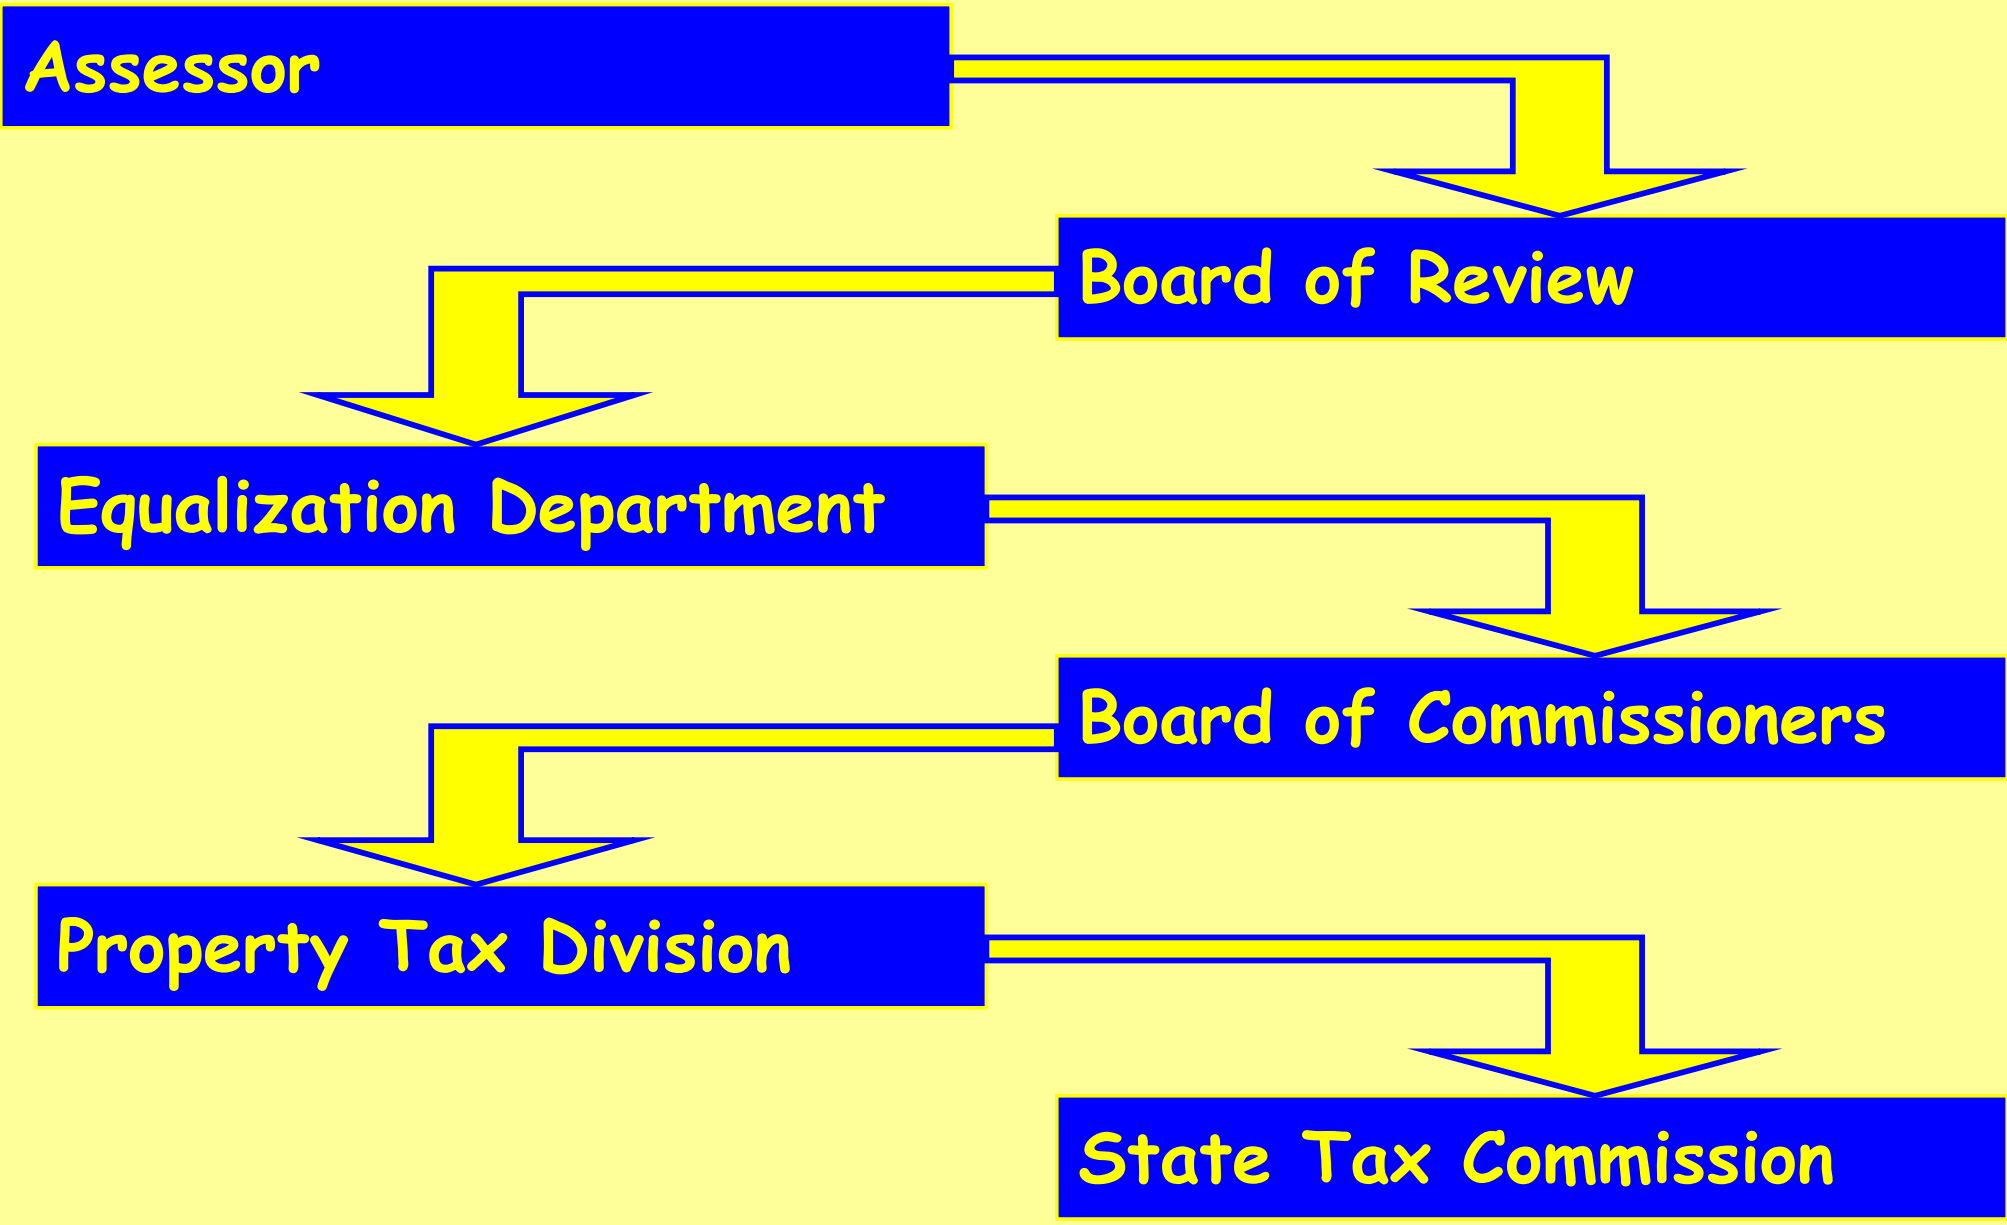 Assessor
Board of Review
Equalization Department
Board of Commissioners
Property Tax Division
State Tax Commission